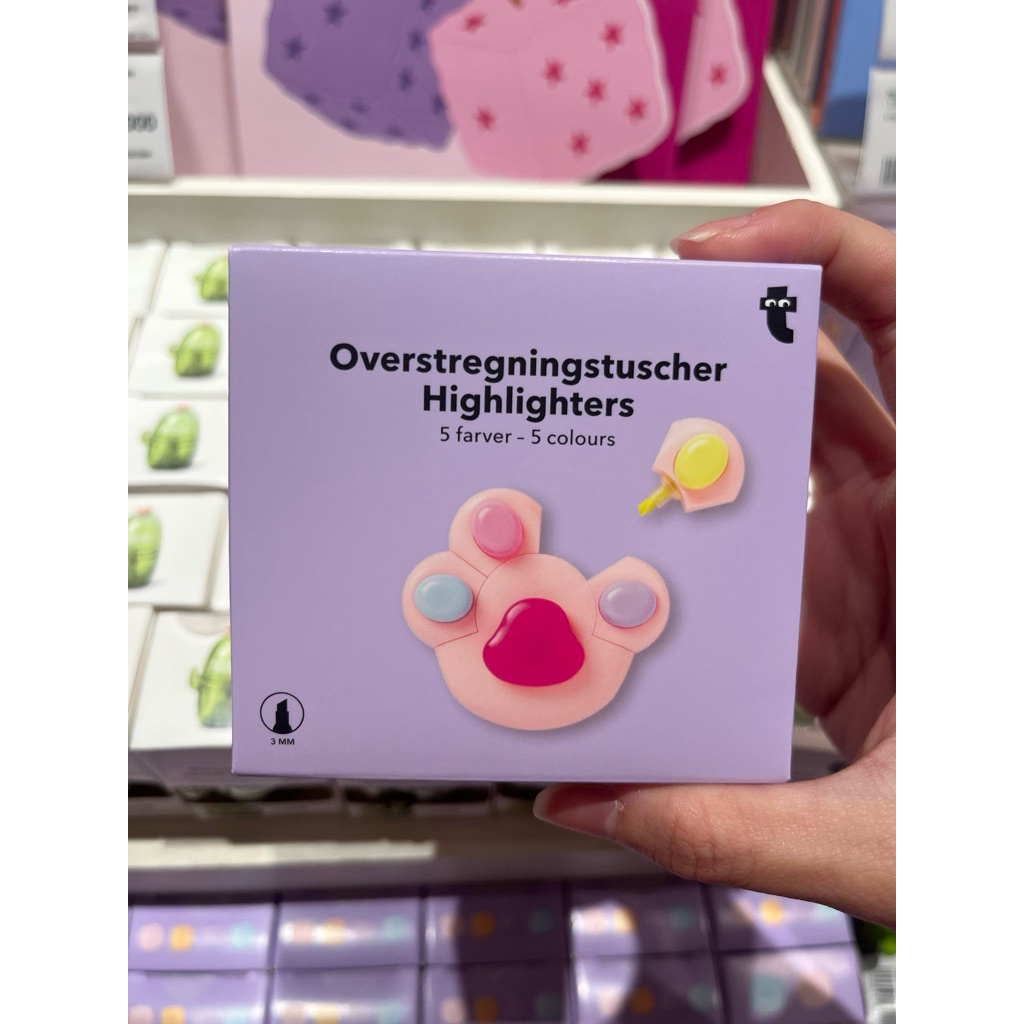 Overstregningstuscher
Highlighters
5 farver – 5 colours
3 MM